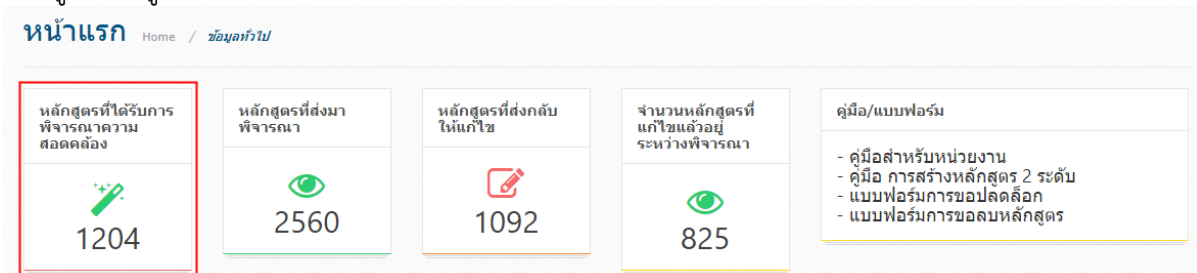 หน้าแรก Home / ข้อมูลทั่วไป
หลักสูตรที่ได้รับการ
พิจารณาความ
สอดคล้อง
1204
หลักสูตรที่ส่งมา
พิจารณา
2560
หลักสูตรที่ส่งกลับ
ให้แก้ไข
1092
จำนวนหลักสูตรที่
แก้ไขแล้วอยู่
ระหว่างพิจารณา
825
คู่มือ/แบบฟอร์ม
- คู่มือสำหรับหน่วยงาน
- คู่มือ การสร้างหลักสูตร 2 ระดับ
- แบบฟอร์มการขอปลดล็อก
- แบบฟอร์มการขอลบหลักสูตร